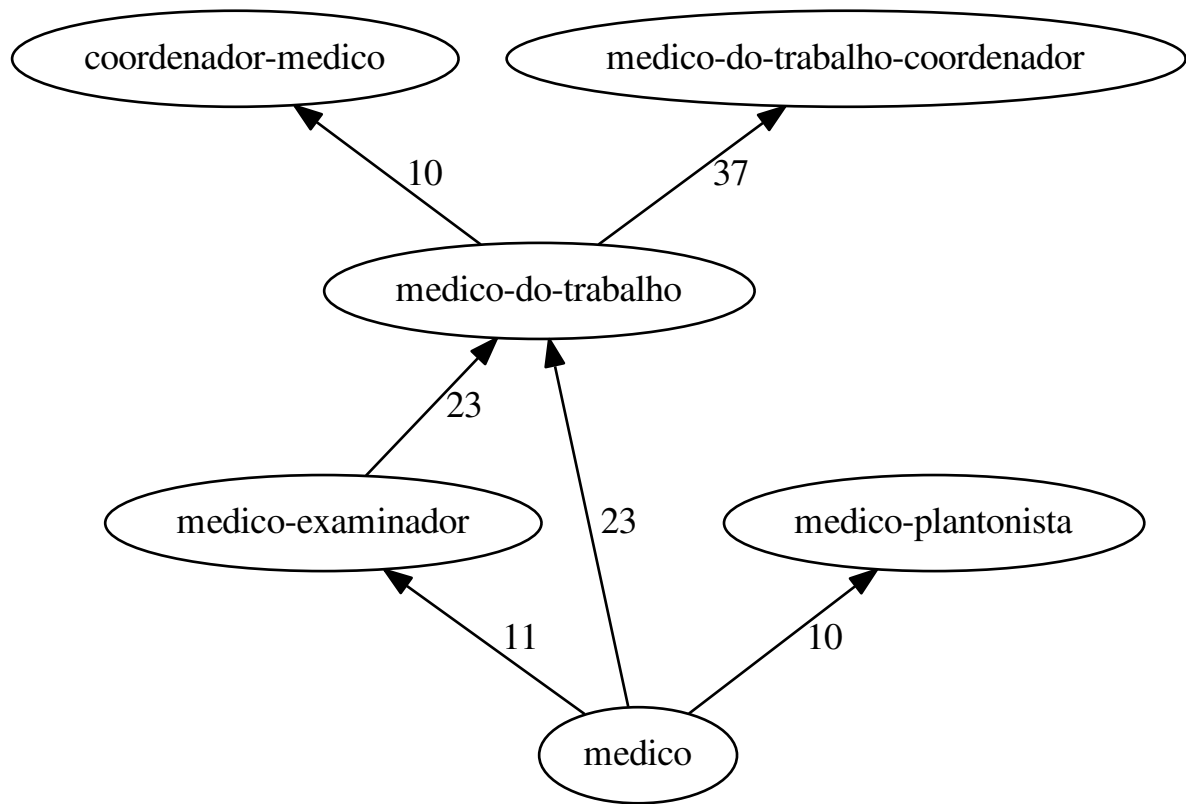 coordenador-medico
medico-do-trabalho-coordenador
10
37
medico-do-trabalho
23
medico-examinador
23
medico-plantonista
11
10
medico